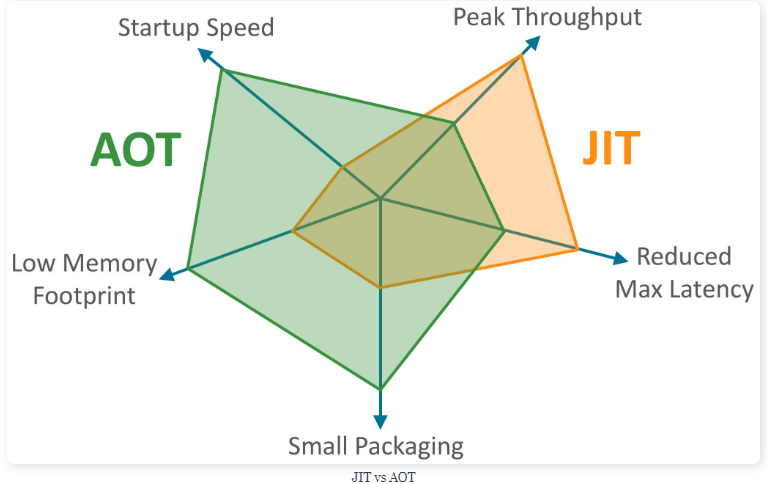 Startup Speed
Peak Throughput
AOT
JIT
Low Memory
Footprint
Reduced
Max Latency
Small Packaging
JIT vs AOT